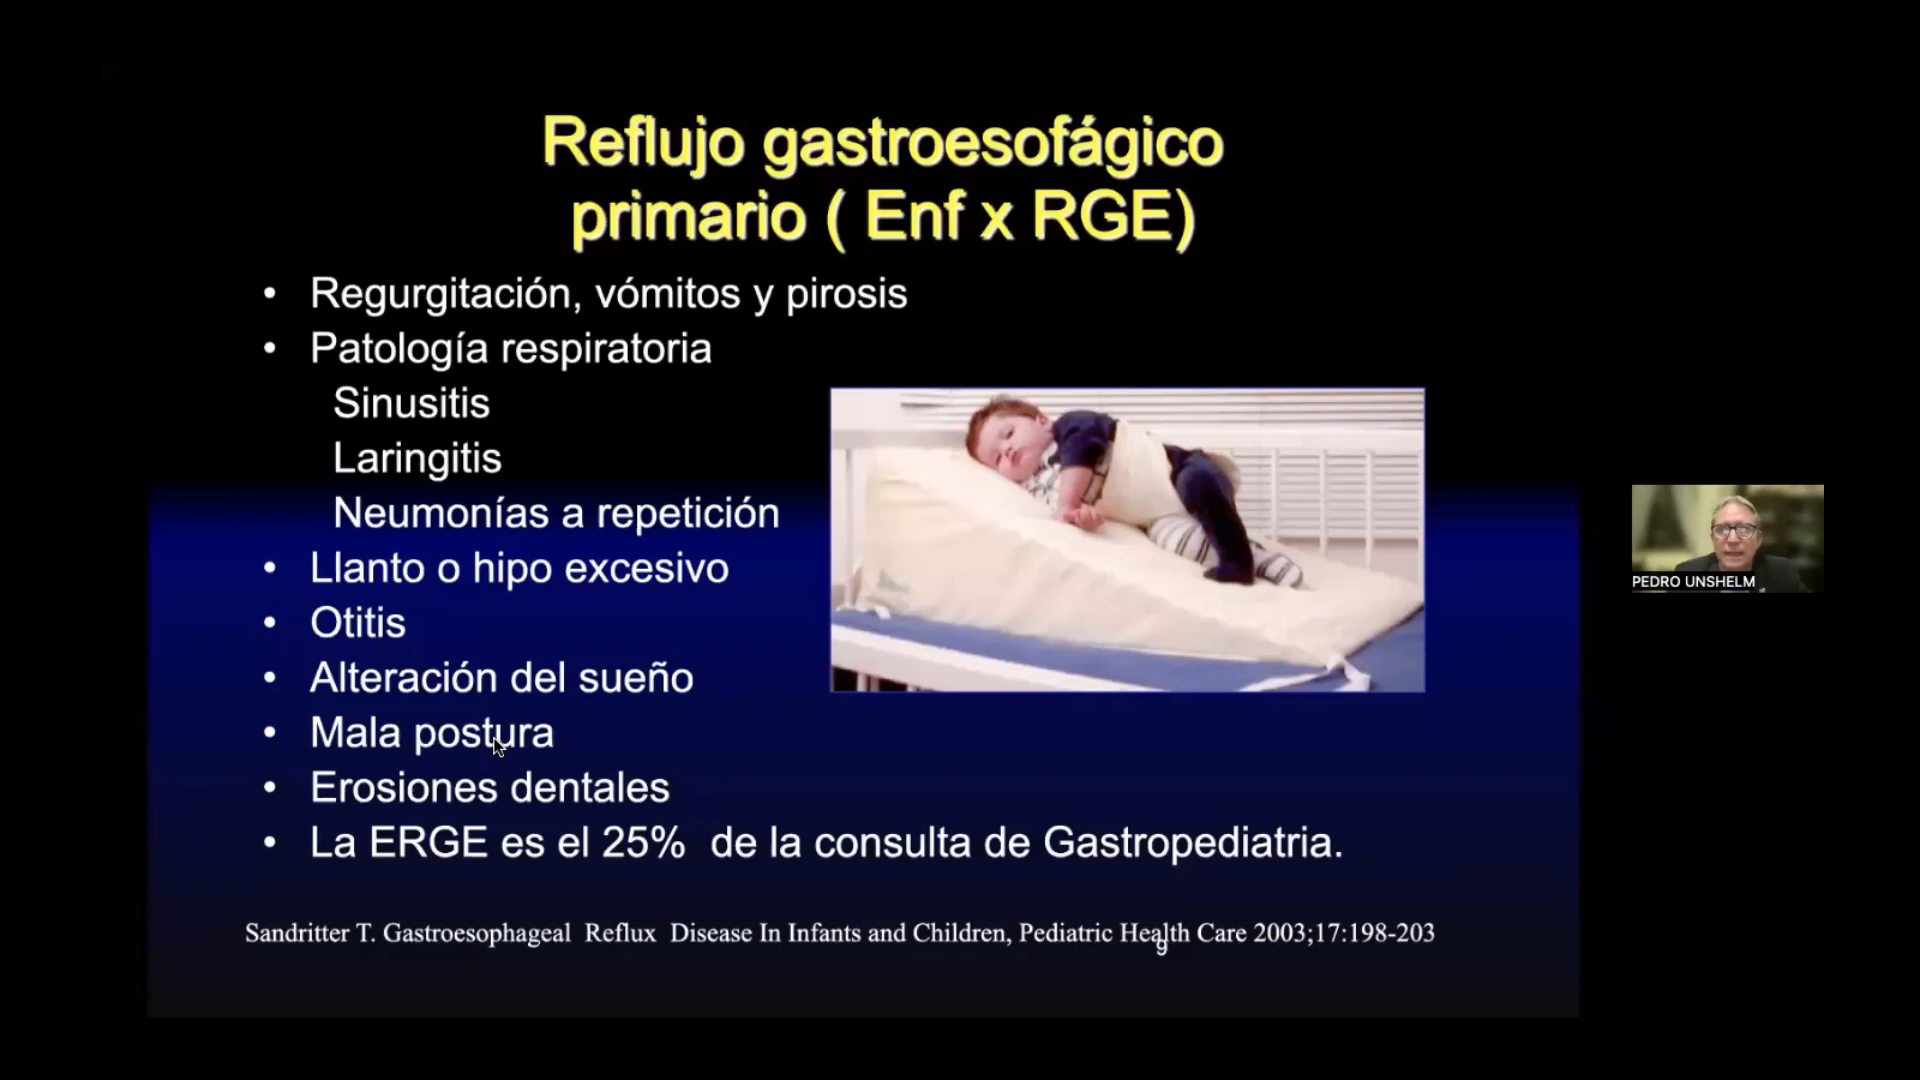 Reflujo gastroesofágico
primario ( Enf x RGE)
• Regurgitación, vómitos y pirosis
• Patología respiratoria
Sinusitis
Laringitis
Neumonías a repetición
• Llanto o hipo excesivo
• Otitis
• Alteración del sueño
• Mala postura
• Erosiones dentales
• La ERGE es el 25% de la consulta de Gastropediatria.
Sandritter T. Gastroesophageal Reflux Disease In Infants and Children, Pediatric Health Care 2003;17:198-203
9
PEDRO UNSHELM